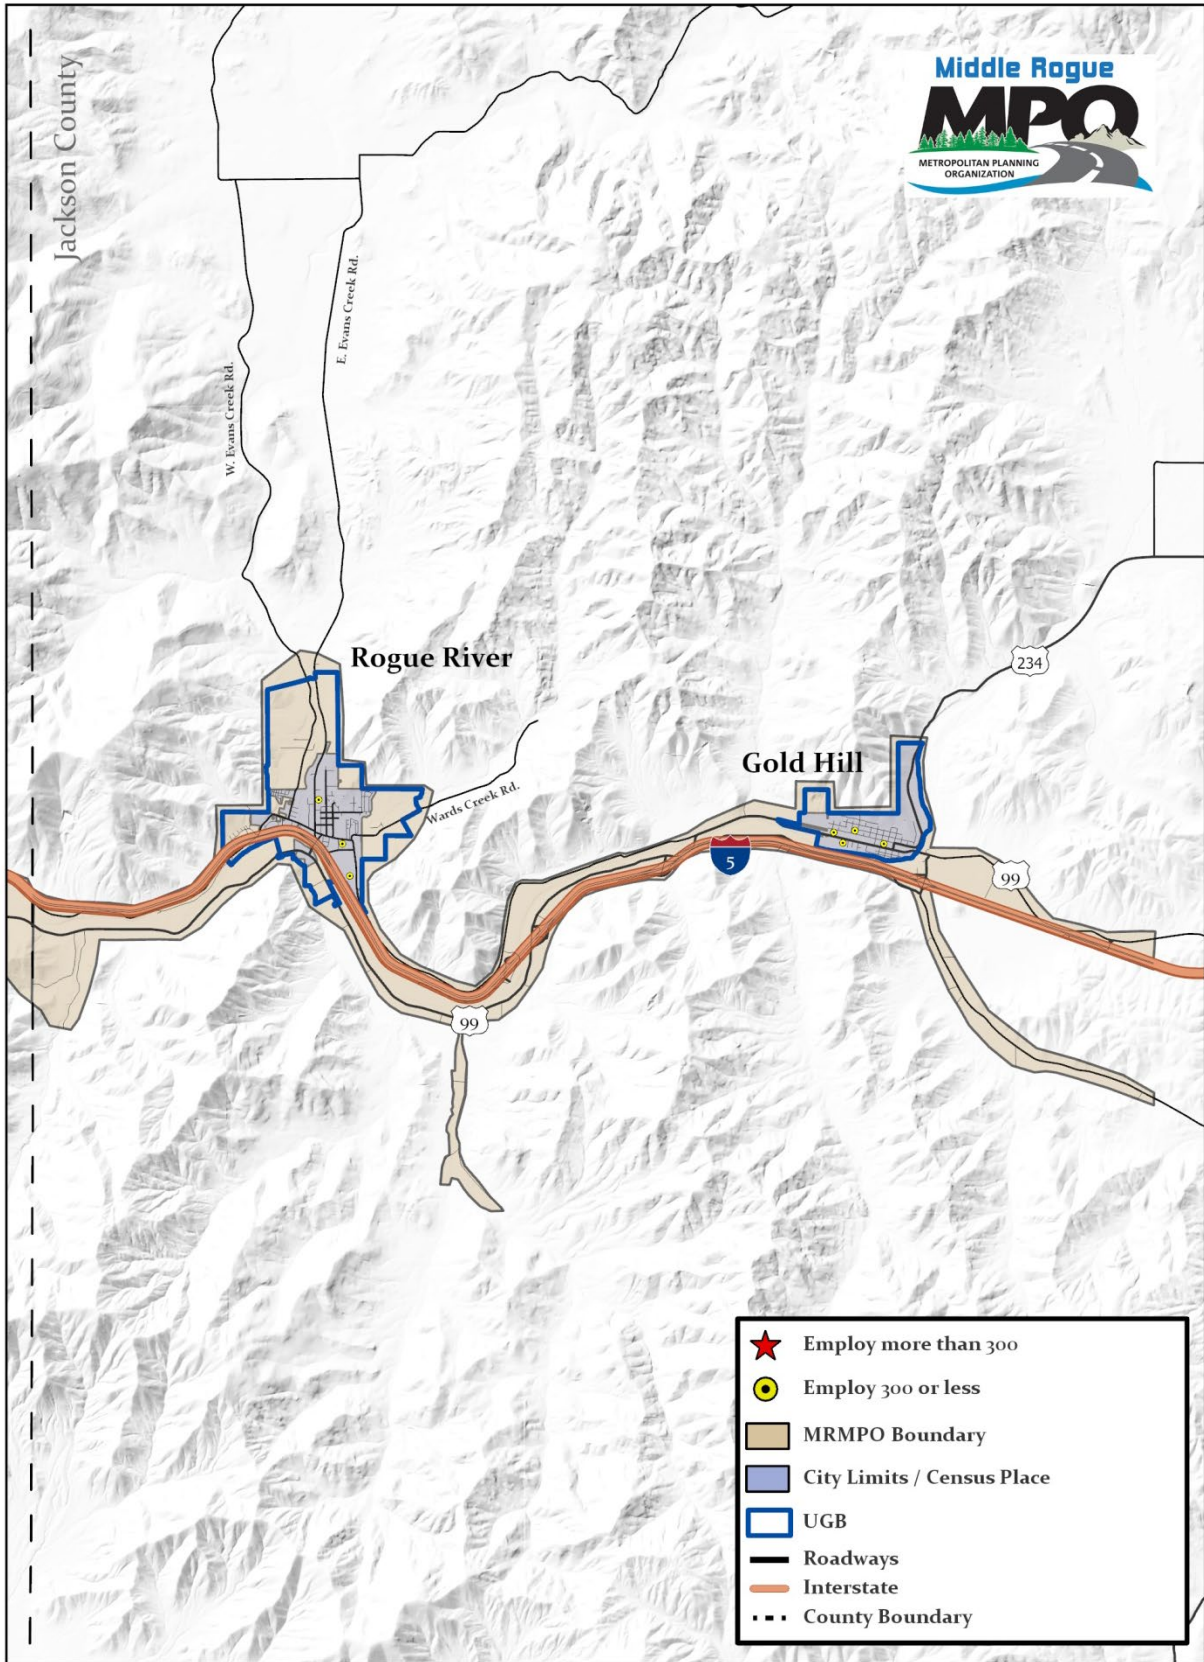 Middle Rogue
MPO
METROPOLITAN PLANNING
ORGANIZATION
Jackson County
E. Evans Creek Rd.
W. Evans Creek Rd.
Rogue River
234
Gold Hill
Wards Creek Rd.
5
99
99
Employ more than 300
Employ 300 or less
MRMPO Boundary
City Limits / Census Place
UGB
Roadways
Interstate
County Boundary